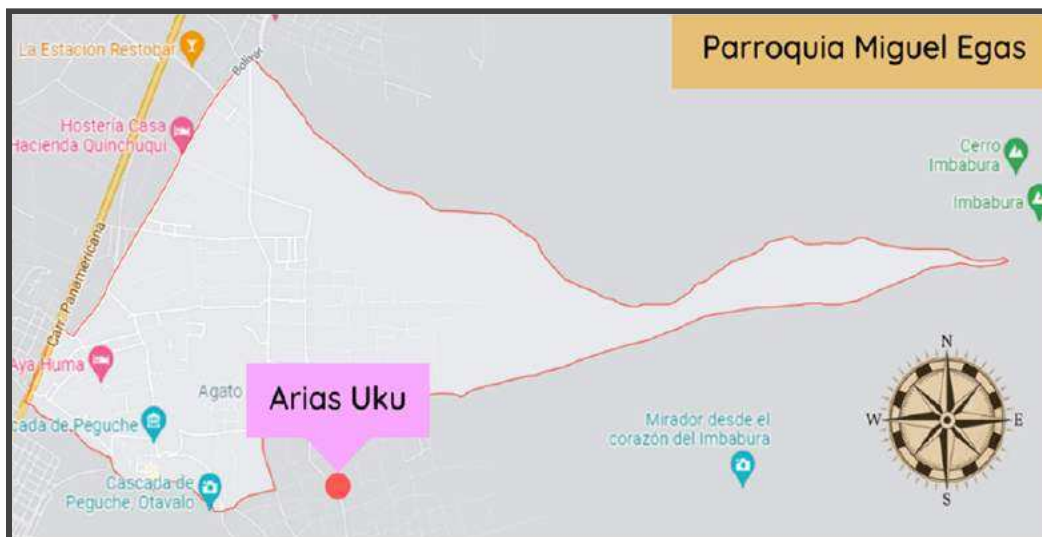 Parroquia Miguel Egas
La Estación Restobar
Bolívar
Hostería Casa
Hacienda Quinchuquí
Cerro
Imbabura
Imbabura
Carr. Panamericana
Aya Huma
Agato
Arias Uku
cada de Peguche
Cascada de
Peguche, Otavalo
Mirador desde el
corazón del Imbabura
N
W
E
S